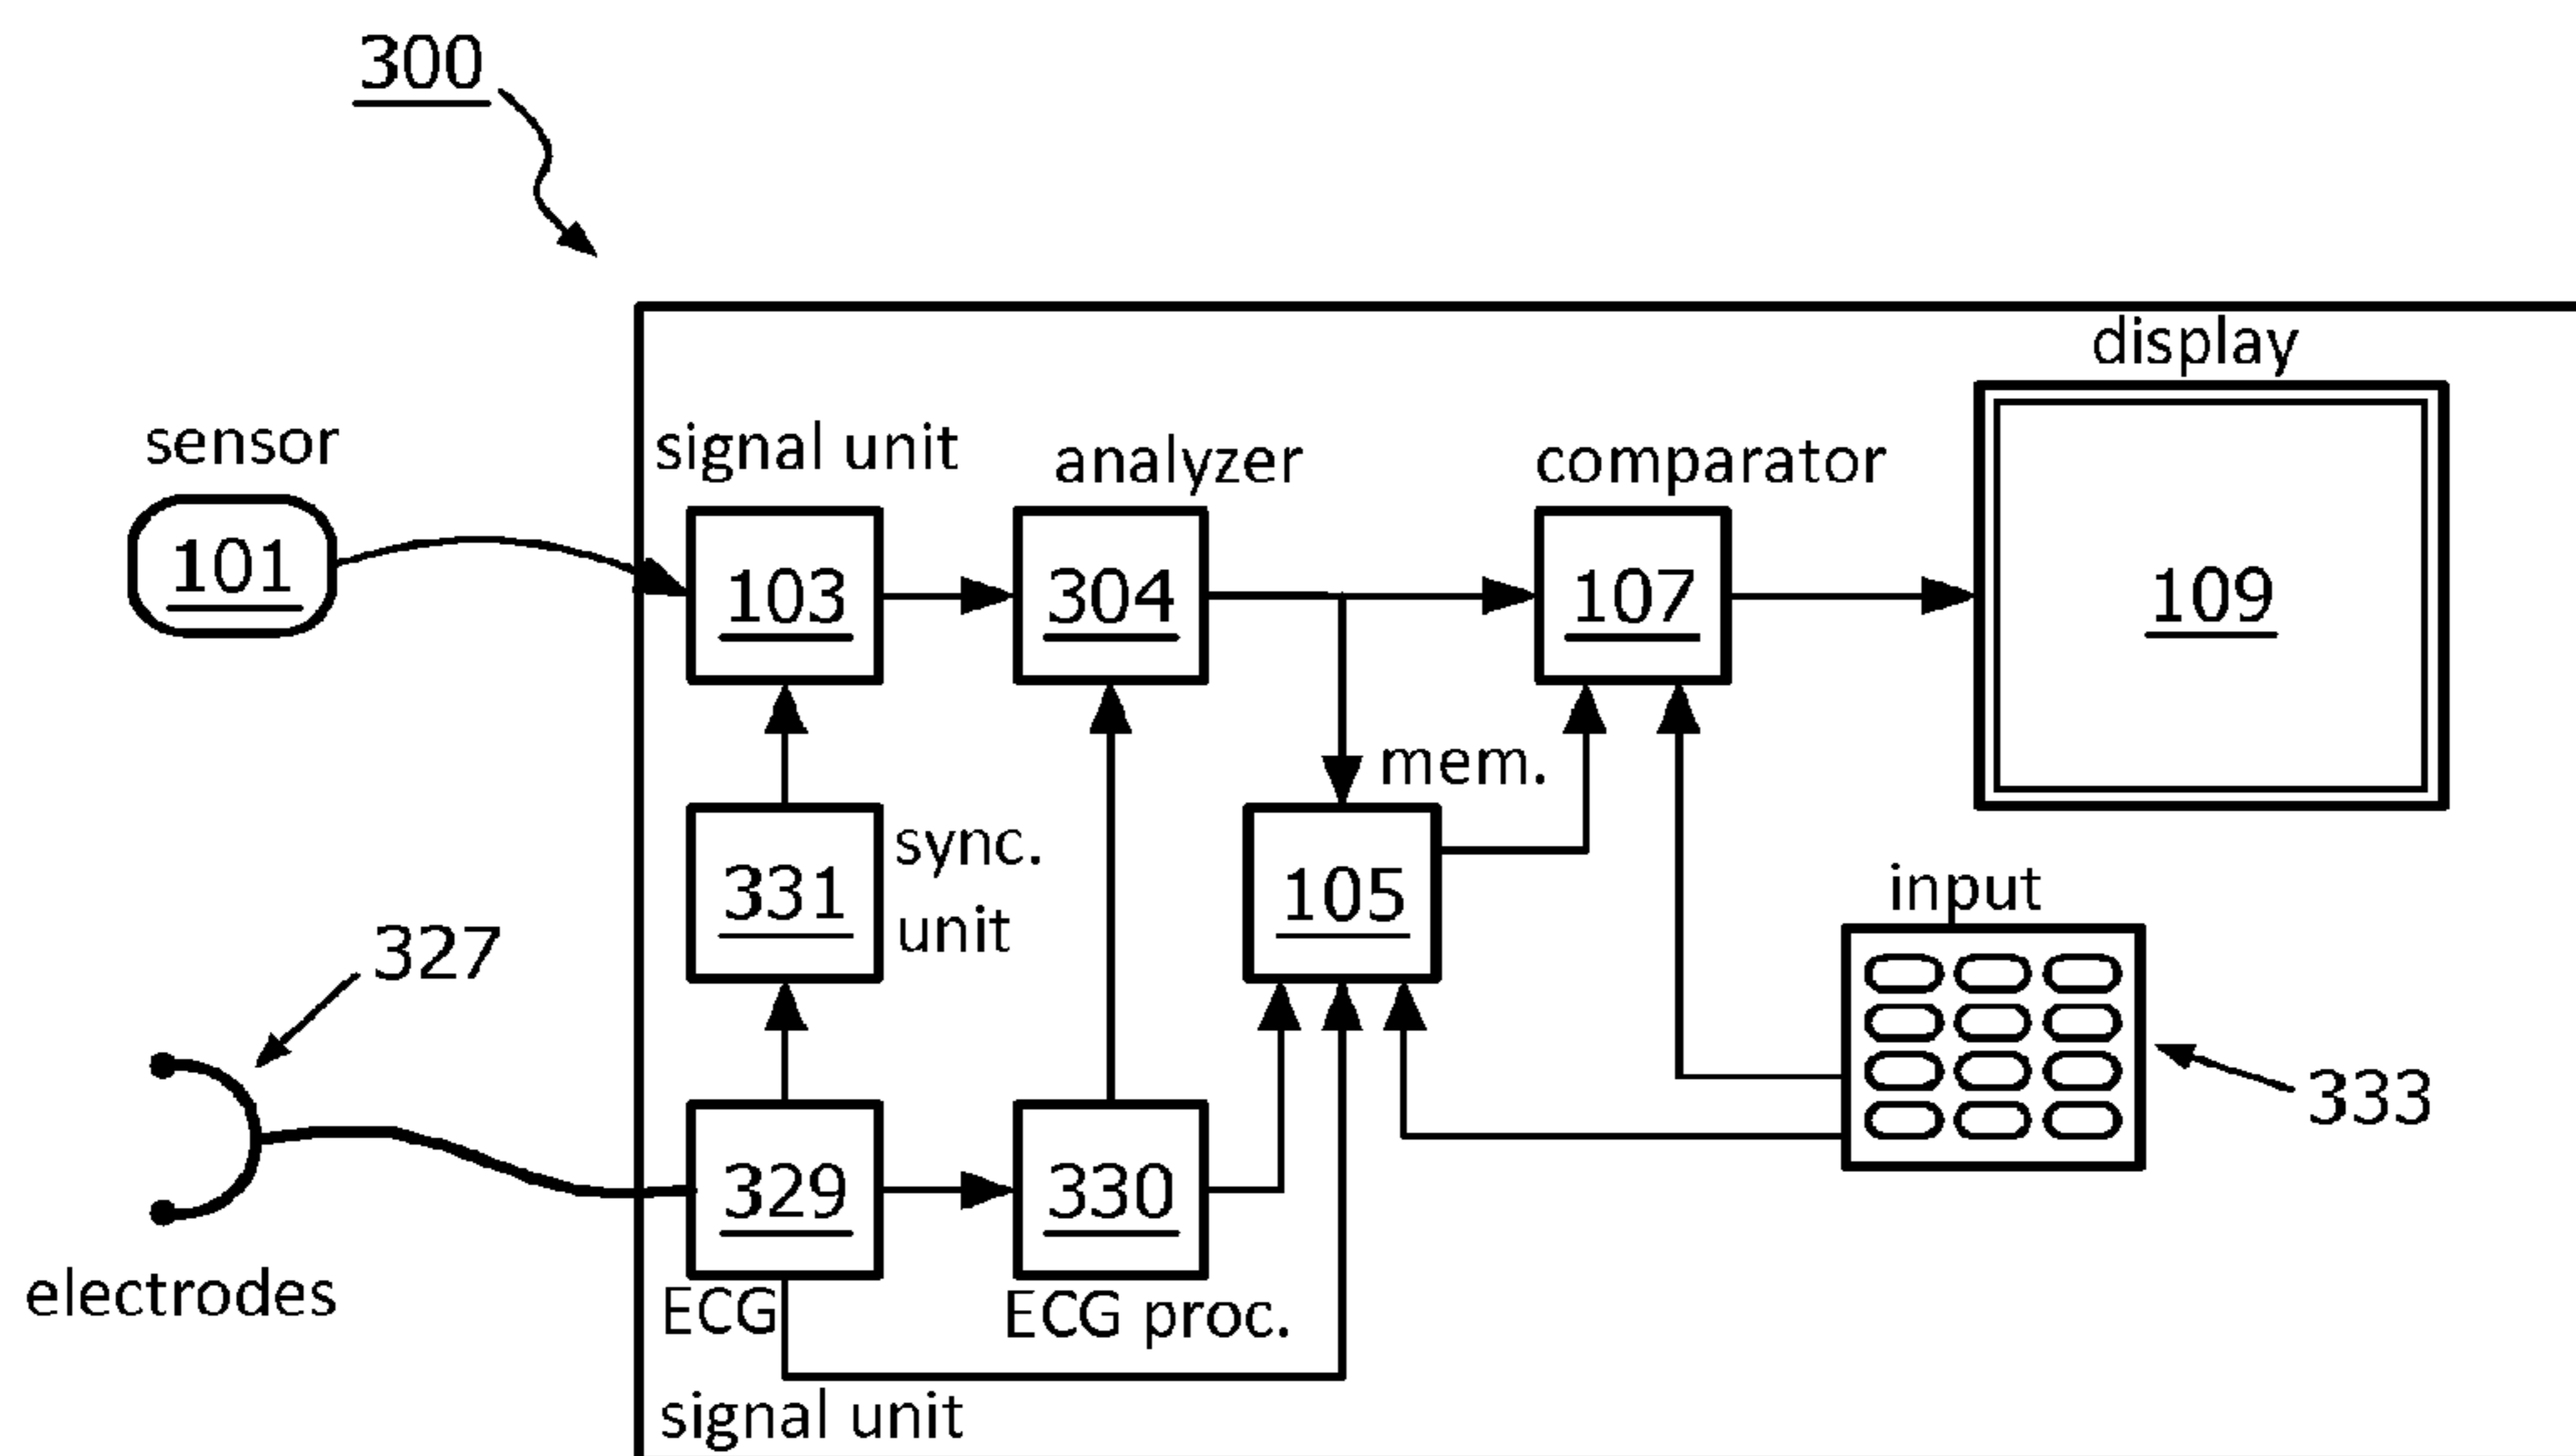 300
display
sensor
signal unit
analyzer
comparator
101
103
304
107
109
mem.
sync.
unit
331
105
input
327
333
329
330
electrodes
ECG
signal unit
ECG proc.